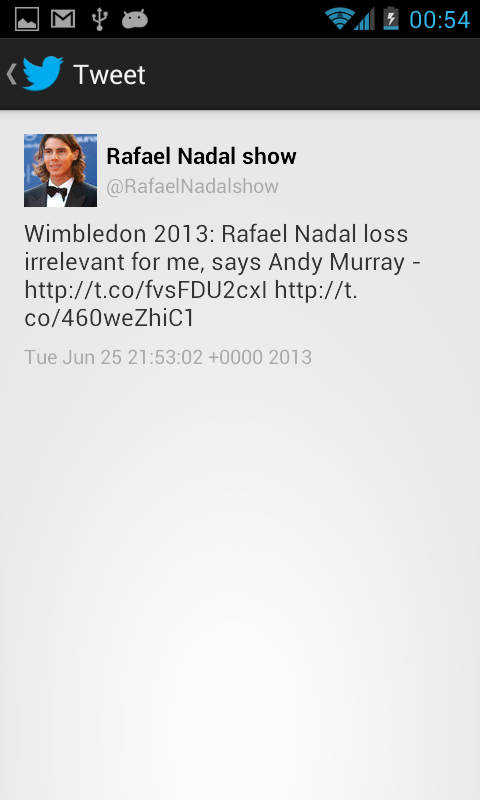 00:54
Tweet
Rafael Nadal show
@RafaelNadalshow
Wimbledon 2013: Rafael Nadal loss
irrelevant for me, says Andy Murray -
http://t.co/fvsFDU2cxI http://t.
co/460weZhiC1
Tue Jun 25 21:53:02 +0000 2013